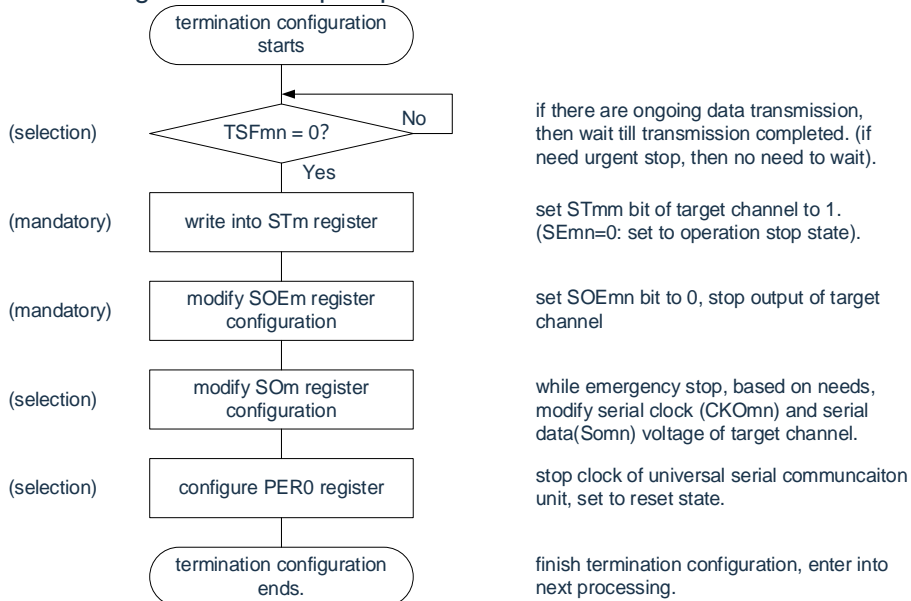 termination configuration
starts
(selection)
TSFmn = 0?
No
Yes
if there are ongoing data transmission,
then wait till transmission completed. (if
need urgent stop, then no need to wait).
(mandatory)
write into STm register
set STmm bit of target channel to 1.
(SEmn=0: set to operation stop state).
(mandatory)
modify SOEm register
configuration
set SOEmn bit to 0, stop output of target
channel
(selection)
modify SOm register
configuration
while emergency stop, based on needs,
modify serial clock (CKOmn) and serial
data(Somn) voltage of target channel.
(selection)
configure PER0 register
stop clock of universal serial communcaiton
unit, set to reset state.
termination configuration
ends.
finish termination configuration, enter into
next processing.